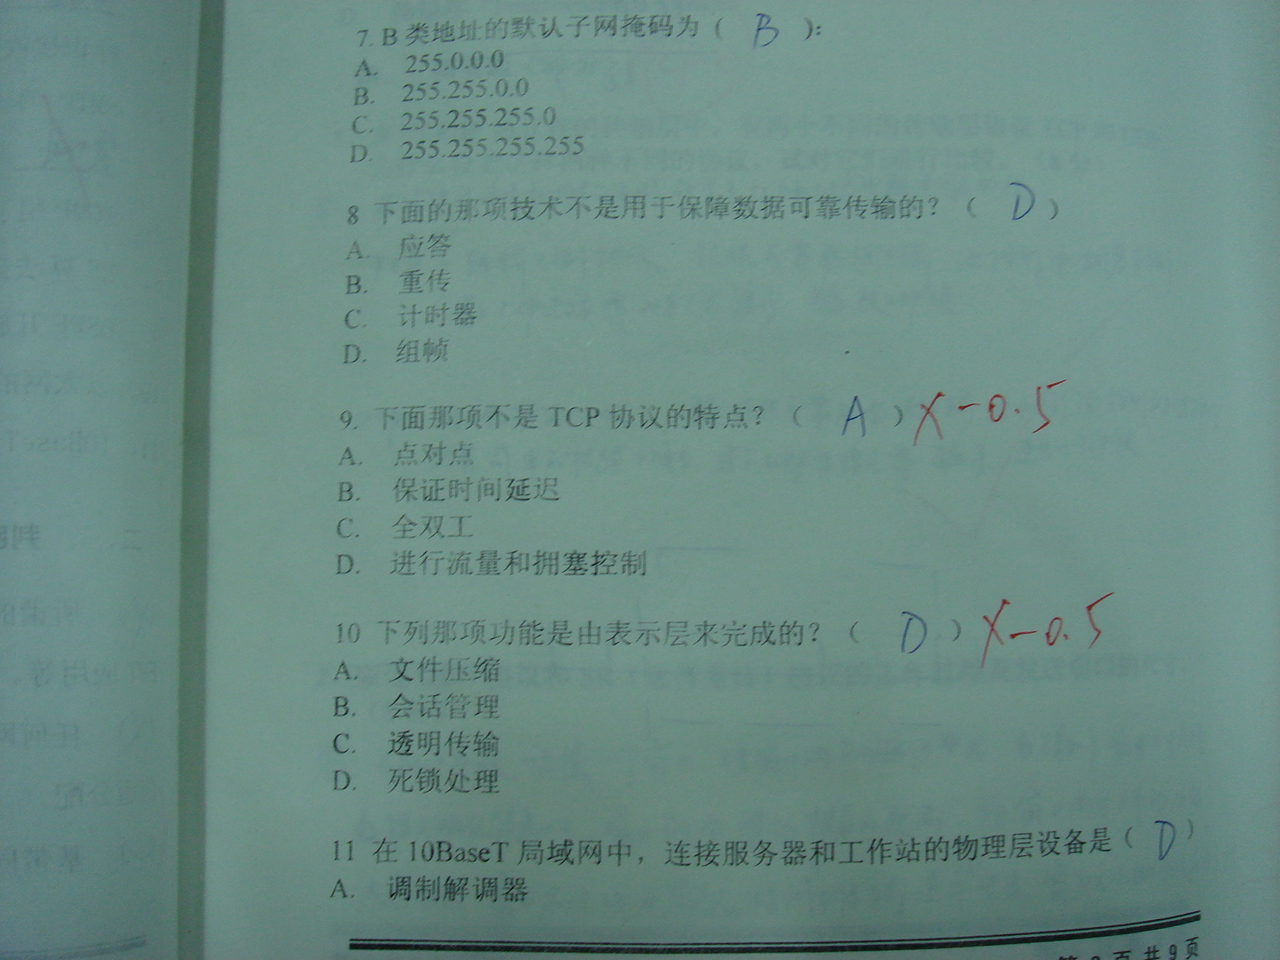 7. B 类地址的默认子网掩码为( B ):
A. 255.0.0.0
B. 255.255.0.0
C. 255.255.255.0
D. 255.255.255.255
8 下面的那项技术不是用于保障数据可靠传输的?( D )
A. 应答
B. 重传
C. 计时器
D. 组帧
9. 下面那项不是 TCP 协议的特点?( A ) X -0.5
A. 点对点
B. 保证时间延迟
C. 全双工
D. 进行流量和拥塞控制
10 下列那项功能是由表示层来完成的?( D ) X -0.5
A. 文件压缩
B. 会话管理
C. 透明传输
D. 死锁处理
11 在 10BaseT 局域网中，连接服务器和工作站的物理层设备是( D )
A. 调制解调器
页 共 9 页